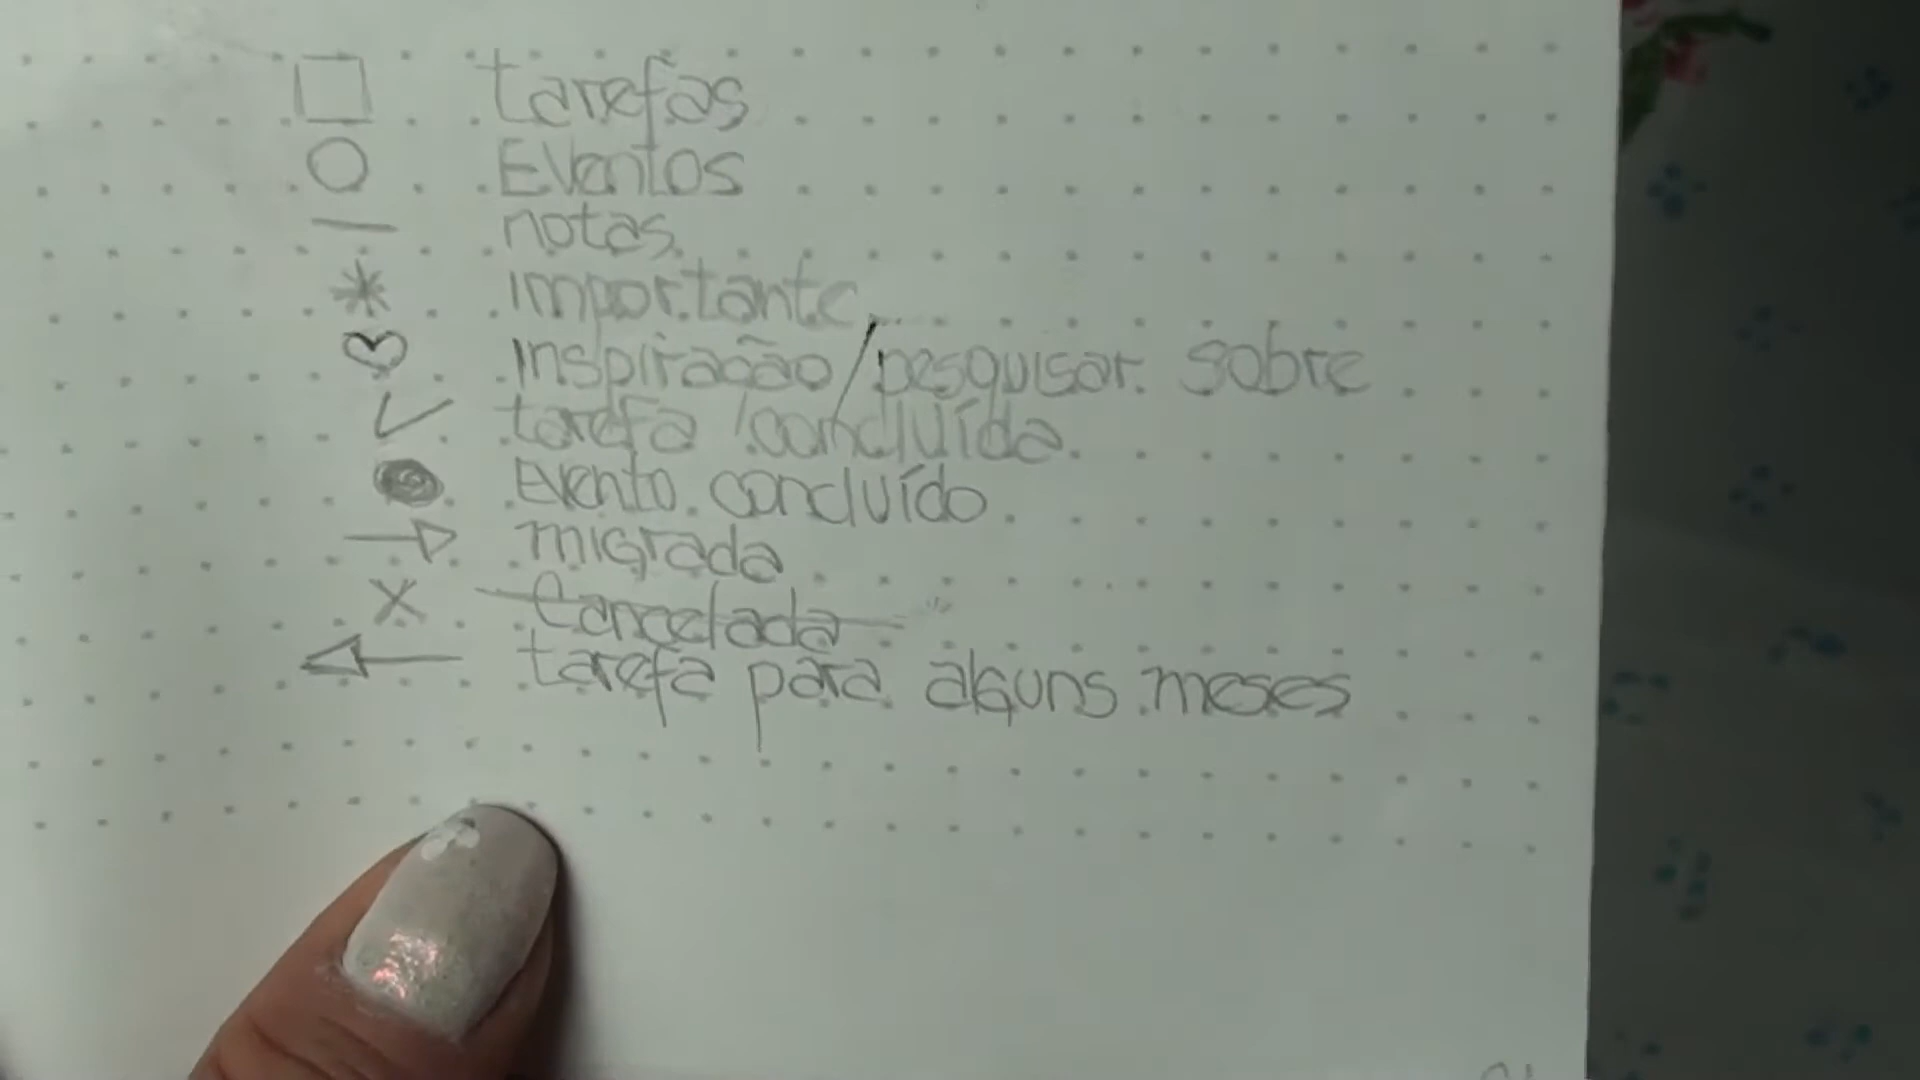 tarefas
Eventos
notas
importante
inspiração/pesquisar sobre
tarefa concluída
Evento concluído
migrada
Cancelada
tarefa para alguns meses